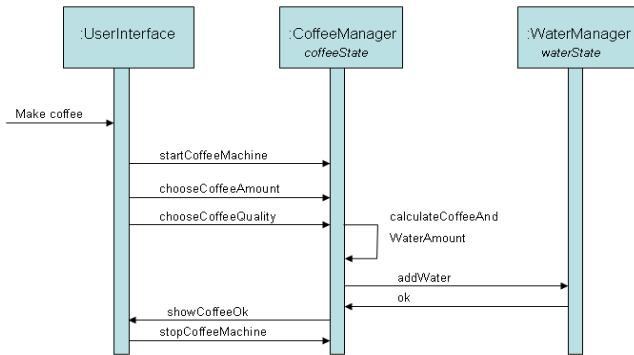 :UserInterface
:CoffeeManager
coffeeState
:WaterManager
waterState
Make coffee
startCoffeeMachine
chooseCoffeeAmount
chooseCoffeeQuality
calculateCoffeeAnd
WaterAmount
addWater
ok
showCoffeeOk
stopCoffeeMachine